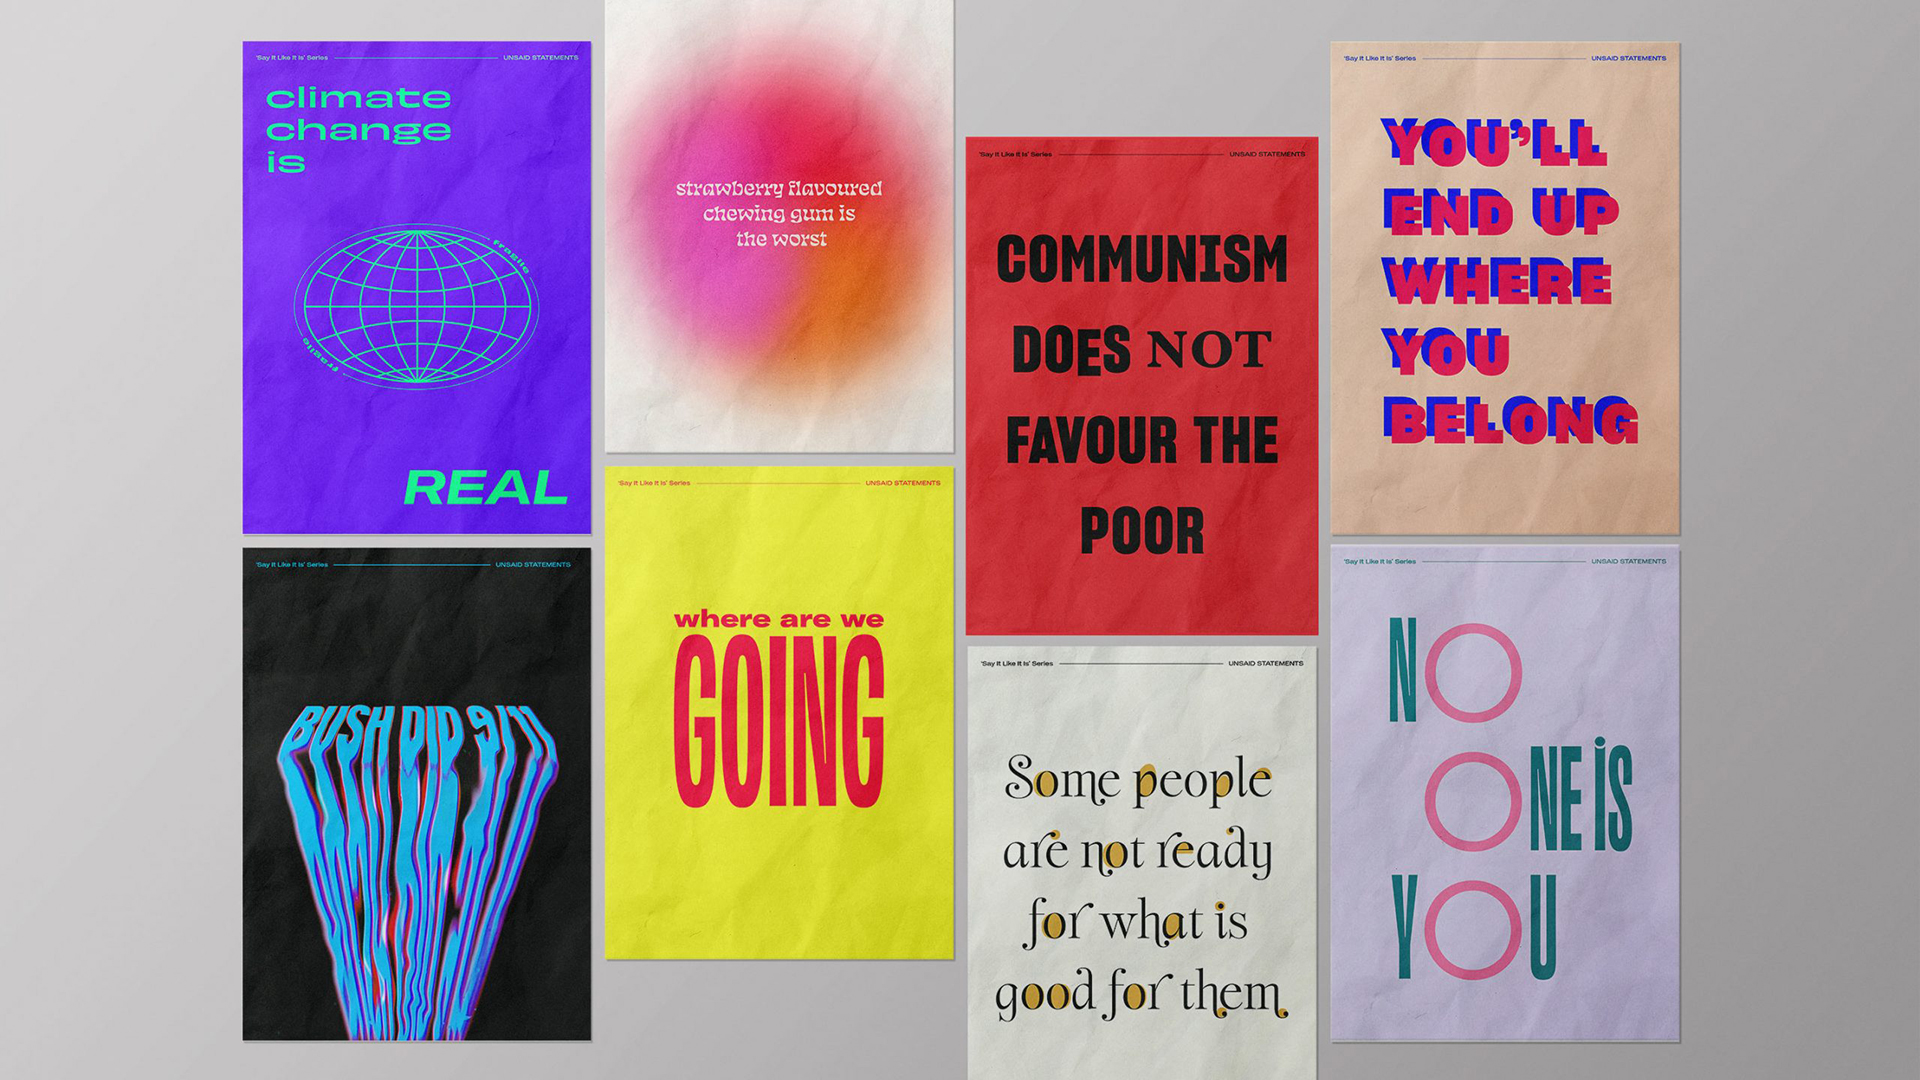 'Say It Like It Is' Series UNSAID STATEMENTS
climate
change
is
fragile
fragile
REAL
'Say It Like It Is' Series UNSAID STATEMENTS
BUSH DID 9/11
strawberry flavoured
chewing gum is
the worst
'Say It Like It Is' Series UNSAID STATEMENTS
where are we
GOING
'Say It Like It Is' Series UNSAID STATEMENTS
COMMUNISM
DOES NOT
FAVOUR THE
POOR
'Say It Like It Is' Series UNSAID STATEMENTS
Some people
are not ready
for what is
good for them.
'Say It Like It Is' Series UNSAID STATEMENTS
YOU'LL
END UP
WHERE
YOU
BELONG
'Say It Like It Is' Series UNSAID STATEMENTS
NO
ONE iS
YOU